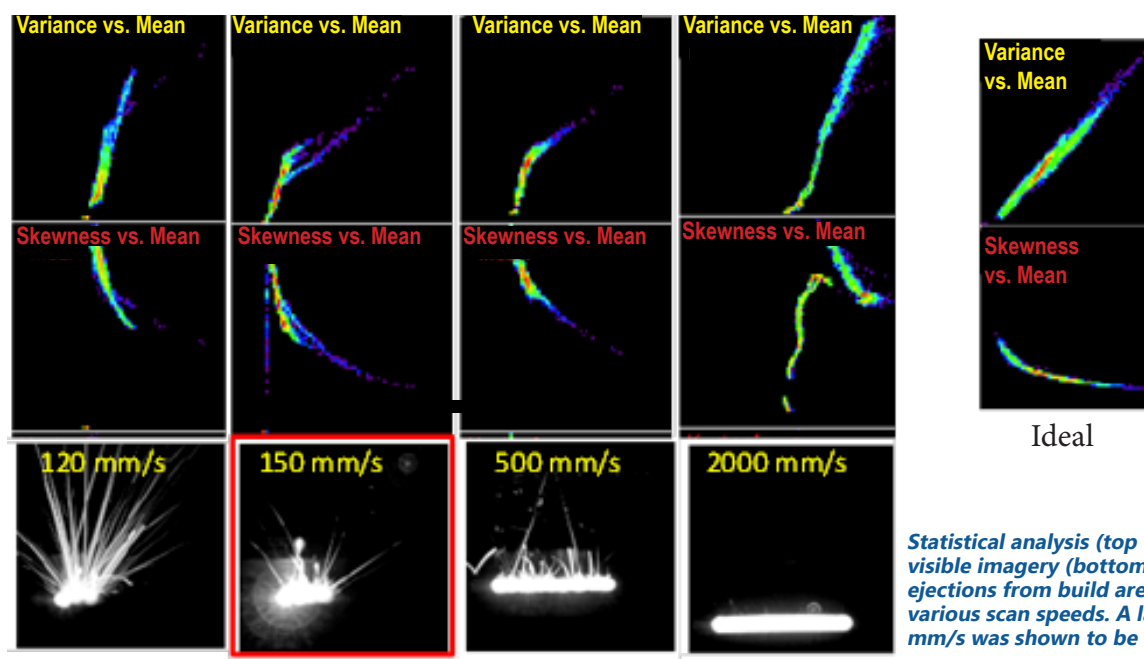 Variance vs. Mean
Variance vs. Mean
Variance vs. Mean
Variance vs. Mean
Variance
vs. Mean
Skewness vs. Mean
Skewness vs. Mean
Skewness vs. Mean
Skewness vs. Mean
Skewness
vs. Mean
Ideal
120 mm/s
150 mm/s
500 mm/s
2000 mm/s
Statistical analysis (top
visible imagery (bottom
ejections from build are
various scan speeds. A l
mm/s was shown to be